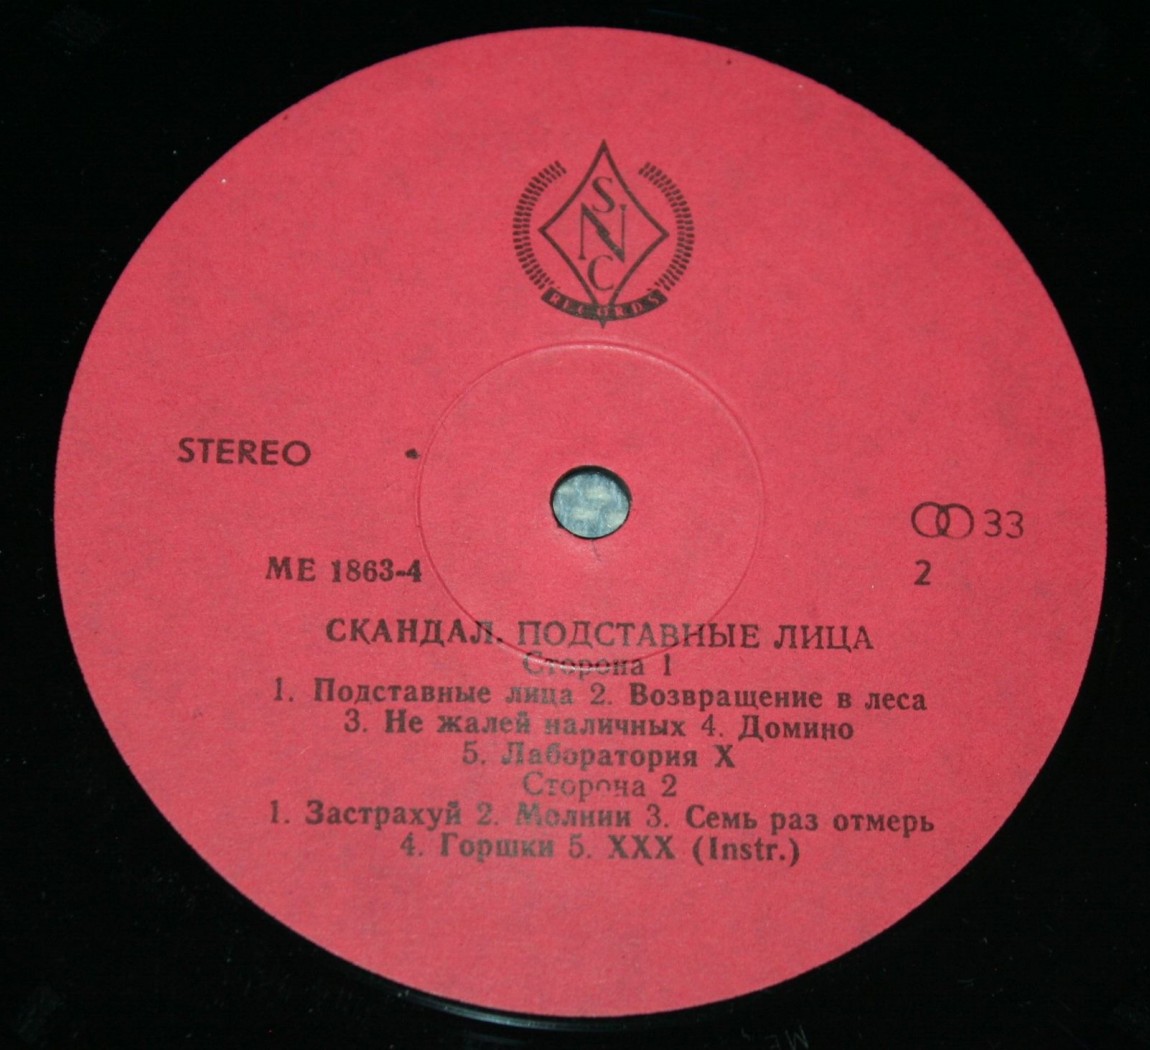 S
N
C
RECORDS
STEREO
33
МЕ 1863-4
2
СКАНДАЛ. ПОДСТАВНЫЕ ЛИЦА
Сторона 1
1. Подставные лица 2. Возвращение в леса
3. Не жалей наличных 4. Домино
5. Лаборатория X
Сторона 2
1. Застрахуй 2. Молнии 3. Семь раз отмерь
4. Горшки 5. XXX (Instr.)